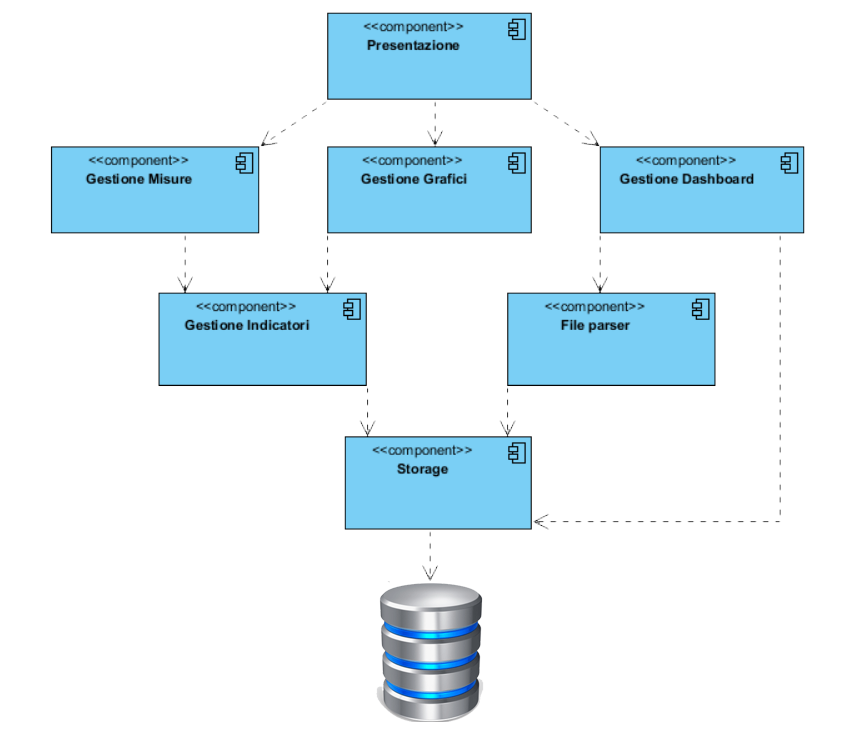 <<component>>
Presentazione
<<component>>
Gestione Misure
<<component>>
Gestione Grafici
<<component>>
Gestione Dashboard
<<component>>
Gestione Indicatori
<<component>>
File parser
<<component>>
Storage